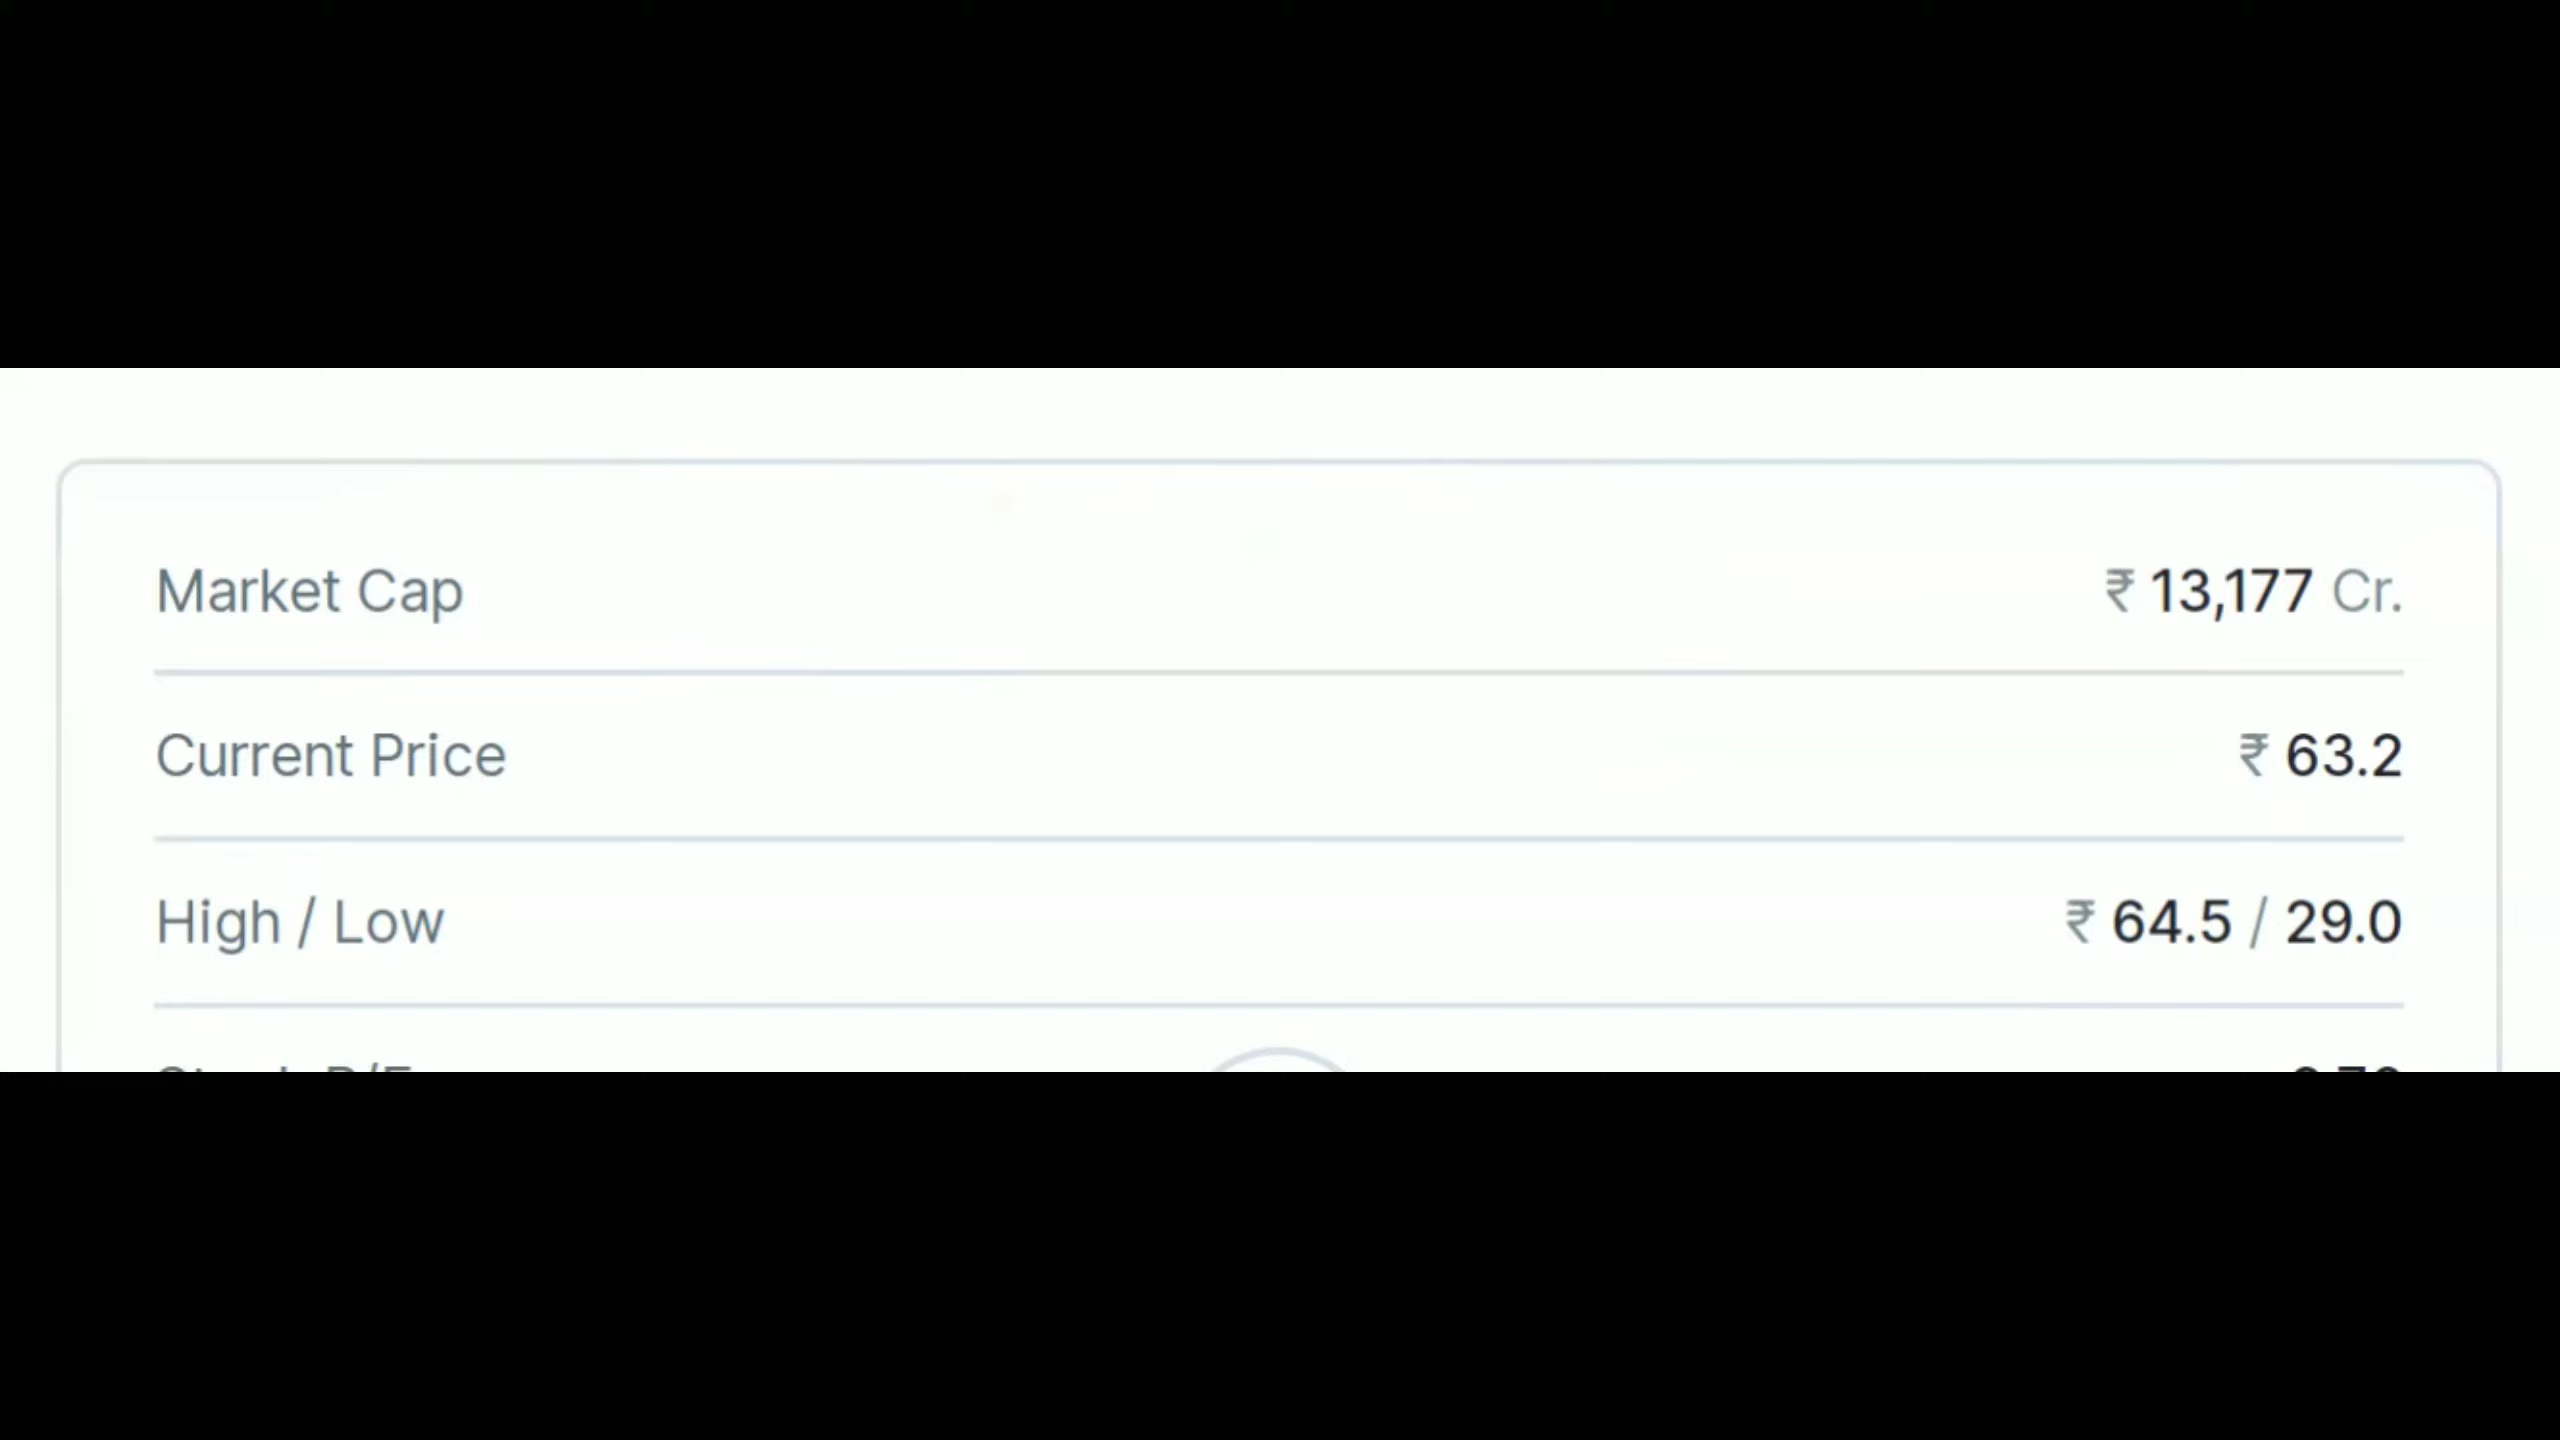 Market Cap ₹ 13,177 Cr.
Current Price ₹ 63.2
High / Low ₹ 64.5 / 29.0